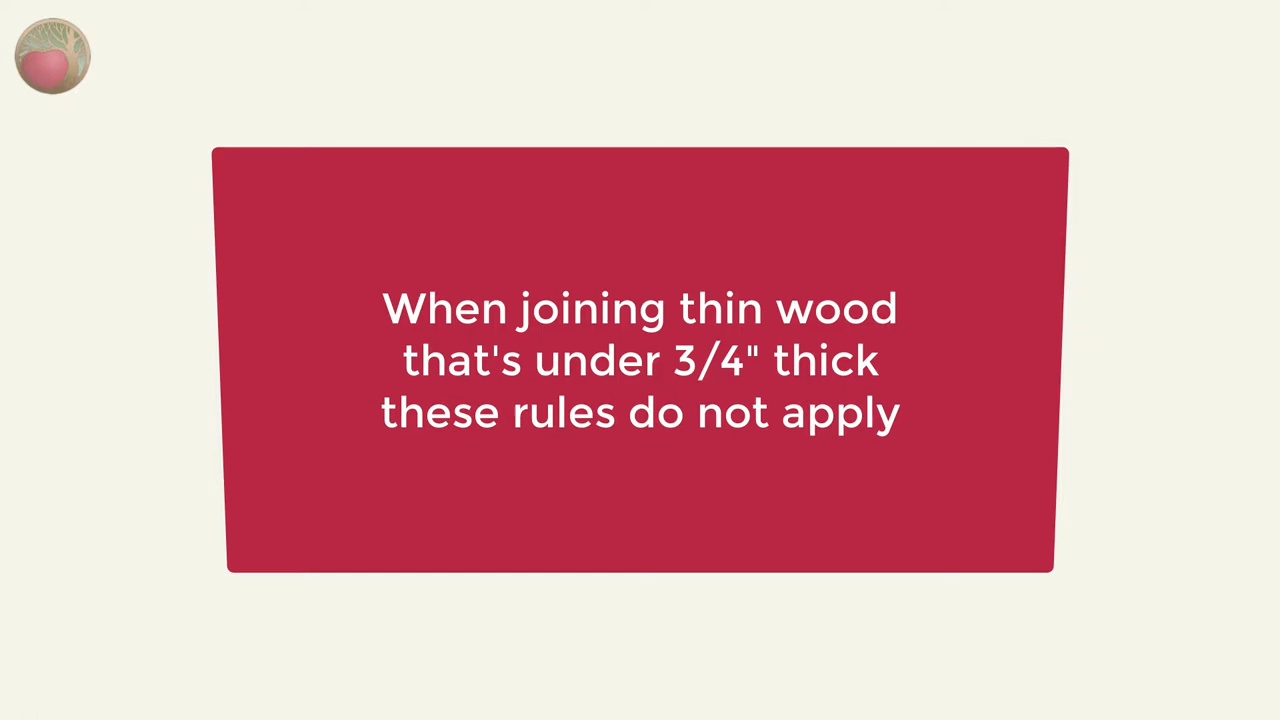 When joining thin wood
that's under 3/4" thick
these rules do not apply